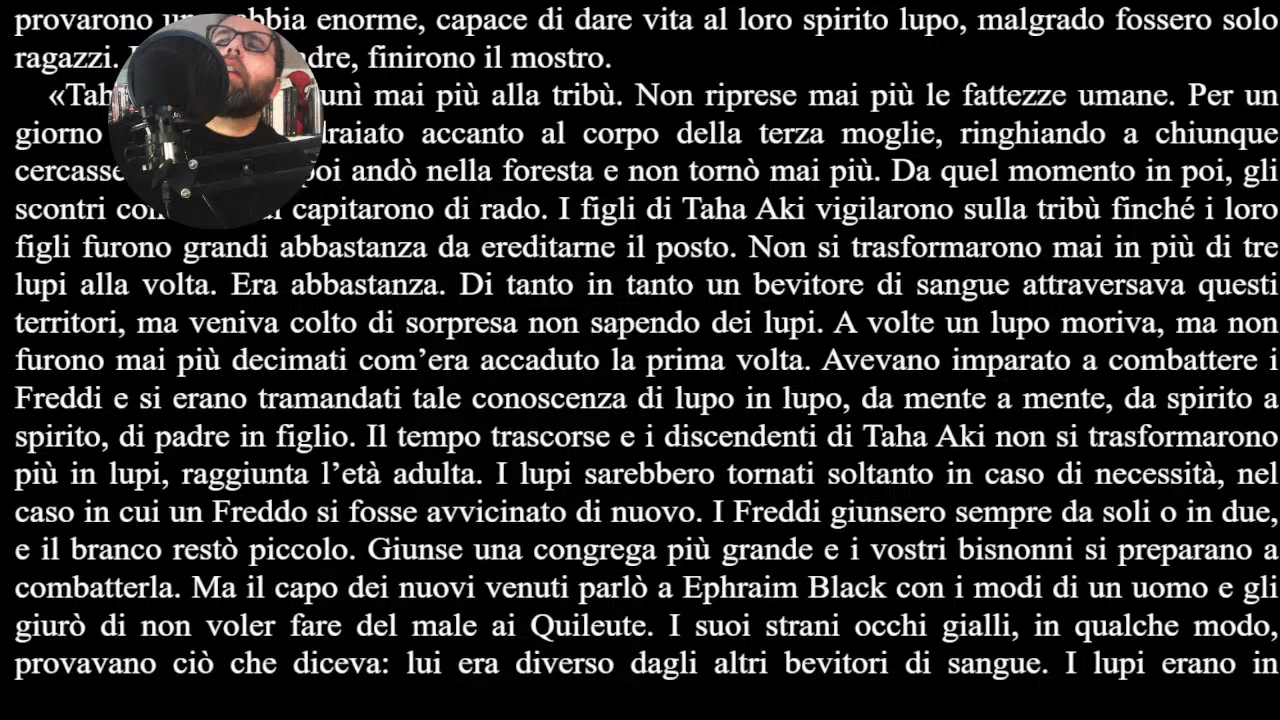 provarono un rabbia enorme, capace di dare vita al loro spirito lupo, malgrado fossero solo
ragazzi. dre, finirono il mostro.
«Tah unì mai più alla tribù. Non riprese mai più le fattezze umane. Per un
giorno draiato accanto al corpo della terza moglie, ringhiando a chiunque
cercasse poi andò nella foresta e non tornò mai più. Da quel momento in poi, gli
scontri con capitarono di rado. I figli di Taha Aki vigilarono sulla tribù finché i loro
figli furono grandi abbastanza da ereditarne il posto. Non si trasformarono mai in più di tre
lupi alla volta. Era abbastanza. Di tanto in tanto un bevitore di sangue attraversava questi
territori, ma veniva colto di sorpresa non sapendo dei lupi. A volte un lupo moriva, ma non
furono mai più decimati com’era accaduto la prima volta. Avevano imparato a combattere i
Freddi e si erano tramandati tale conoscenza di lupo in lupo, da mente a mente, da spirito a
spirito, di padre in figlio. Il tempo trascorse e i discendenti di Taha Aki non si trasformarono
più in lupi, raggiunta l’età adulta. I lupi sarebbero tornati soltanto in caso di necessità, nel
caso in cui un Freddo si fosse avvicinato di nuovo. I Freddi giunsero sempre da soli o in due,
e il branco restò piccolo. Giunse una congrega più grande e i vostri bisnonni si preparano a
combatterla. Ma il capo dei nuovi venuti parlò a Ephraim Black con i modi di un uomo e gli
giurò di non voler fare del male ai Quileute. I suoi strani occhi gialli, in qualche modo,
provavano ciò che diceva: lui era diverso dagli altri bevitori di sangue. I lupi erano in